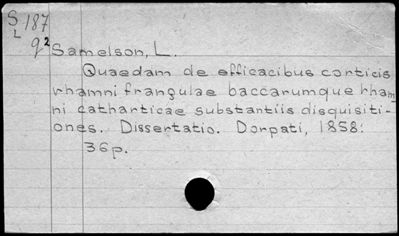 S 187
L q2
Samelson, L.
Quaedam de efficacibus corticis
rhamni frangulae baccarumque rham
ni catharticae substantiis disquisiti-
ones. Dissertatio. Dorpati, 1858.
36p.